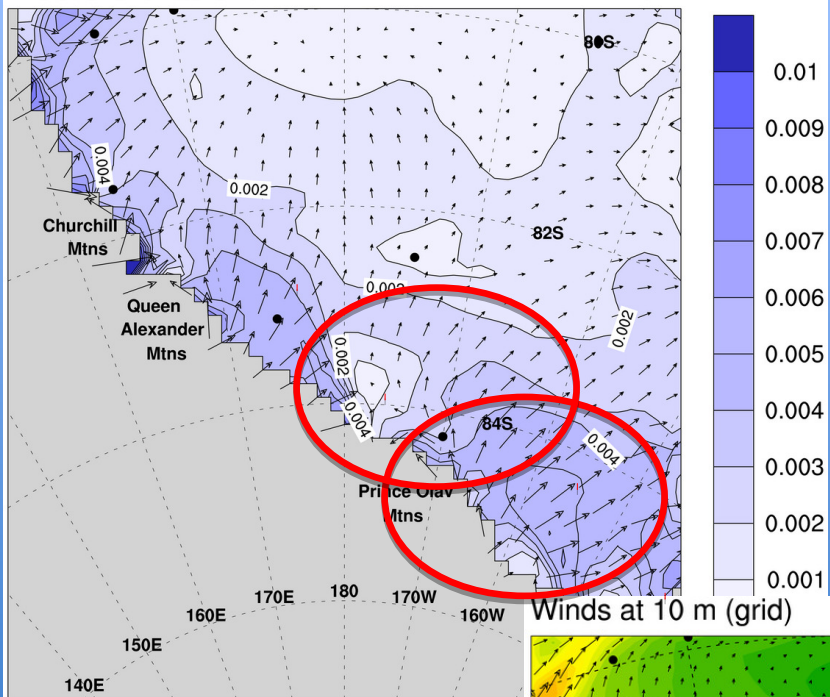 80S
0.01
0.009
0.004
0.008
0.002
Churchill
Mtns
82S
0.007
0.006
Queen
Alexander
Mtns
0.002
0.002
0.005
0.002
0.004
0.004
84S
0.004
0.003
Prince Olav
Mtns
0.002
0.001
170E
180
170W
160W
160E
150E
140E
Winds at 10 m (grid)